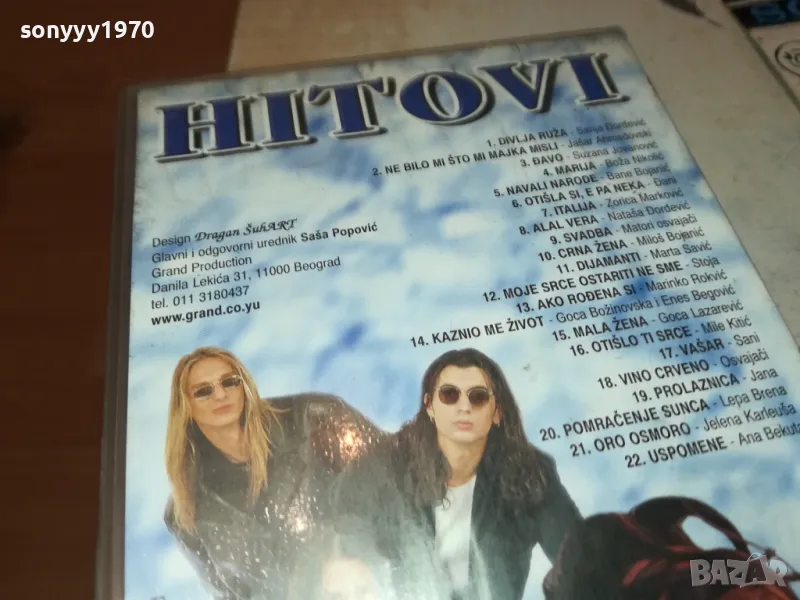 sonyyy1970
HITOVI
1. DIVLJA RUŽA - Sanja Đorđević
2. NE BILO MI ŠTO MI MAJKA MISLI - Jašar Ahmedovski
3. ĐAVO - Suzana Jovanović
4. MARIJA - Boža Nikolić
5. NAVALI NARODE - Bane Bojanić
6. OTIŠLA SI, E PA NEKA - Đani
7. ITALIJA - Zorica Marković
8. ALAL VERA - Nataša Đorđević
9. SVADBA - Matori osvajači
10. CRNA ŽENA - Miloš Bojanić
11. DIJAMANTI - Marta Savić
12. MOJE SRCE OSTARITI NE SME - Stoja
13. AKO ROĐENA SI - Marinko Rokvić
14. KAZNIO ME ŽIVOT - Goca Božinovska i Enes Begović
15. MALA ŽENA - Goca Lazarević
16. OTIŠLO TI SRCE - Mile Kitić
17. VAŠAR - Sani
18. VINO CRVENO - Osvajači
19. PROLAZNICA - Jana
20. POMRAČENJE SUNCA - Lepa Brena
21. ORO OSMORO - Jelena Karleuša
22. USPOMENE - Ana Bekuta
Design Dragan ŠuhART
Glavni i odgovorni urednik Saša Popović
Grand Production
Danila Lekića 31, 11000 Beograd
tel. 011 3180437
www.grand.co.yu
BAZAR